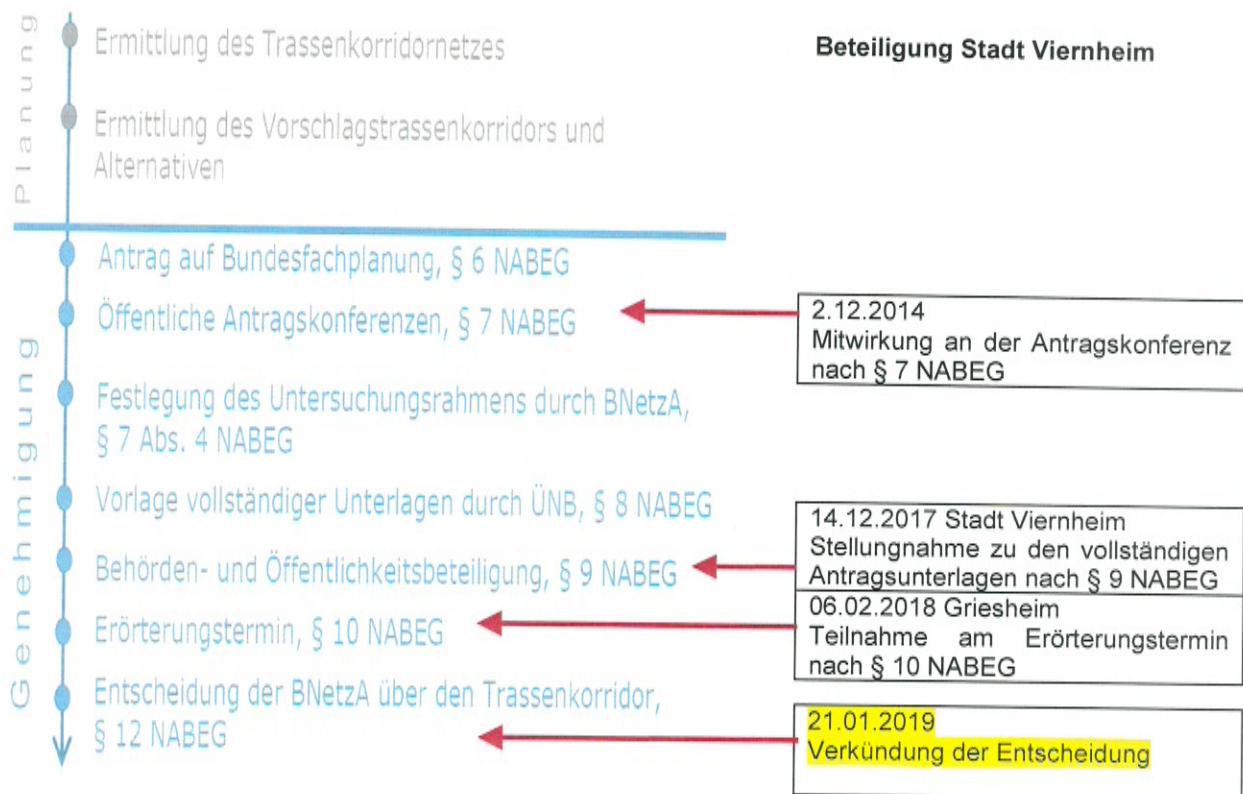 Planung
Ermittlung des Trassenkorridornetzes
Beteiligung Stadt Viernheim
Ermittlung des Vorschlagstrassenkorridors und
Alternativen
Genehmigung
Antrag auf Bundesfachplanung, § 6 NABEG
Öffentliche Antragskonferenzen, § 7 NABEG
2.12.2014
Mitwirkung an der Antragskonferenz
nach § 7 NABEG
Festlegung des Untersuchungsrahmens durch BNetzA,
§ 7 Abs. 4 NABEG
Vorlage vollständiger Unterlagen durch ÜNB, § 8 NABEG
Behörden- und Öffentlichkeitsbeteiligung, § 9 NABEG
14.12.2017 Stadt Viernheim
Stellungnahme zu den vollständigen
Antragsunterlagen nach § 9 NABEG
Erörterungstermin, § 10 NABEG
06.02.2018 Griesheim
Teilnahme am Erörterungstermin
nach § 10 NABEG
Entscheidung der BNetzA über den Trassenkorridor,
§ 12 NABEG
21.01.2019
Verkündung der Entscheidung